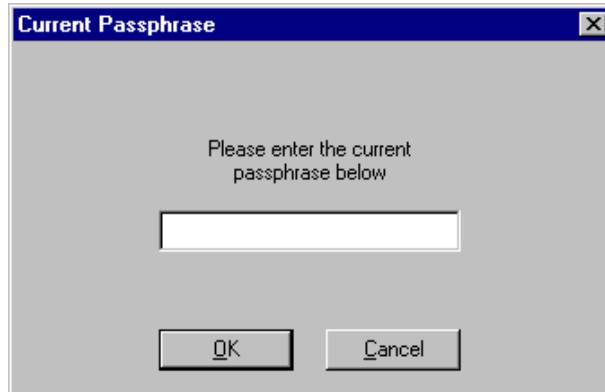 Current Passphrase
Please enter the current
passphrase below
OK
Cancel